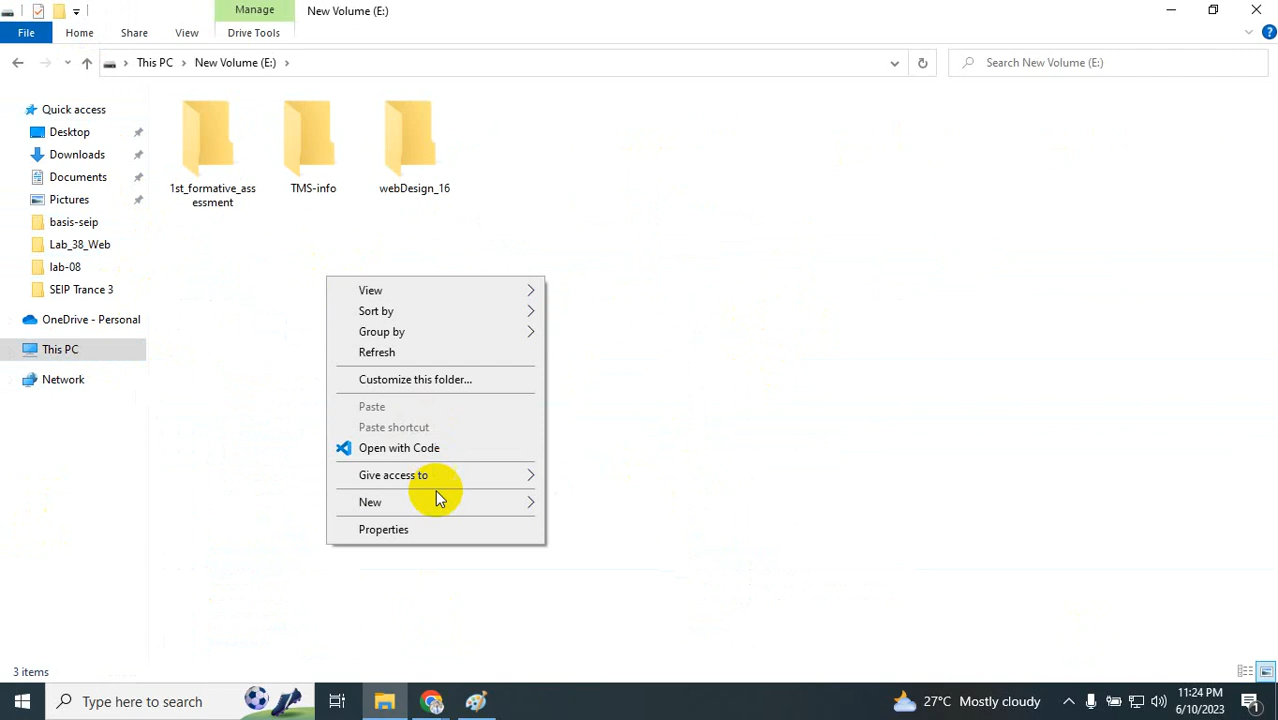 Manage
New Volume (E:)
File
Home
Share
View
Drive Tools
This PC
New Volume (E:)
Search New Volume (E:)
Quick access
Desktop
Downloads
Documents
Pictures
basis-seip
Lab_38_Web
lab-08
SEIP Trance 3
OneDrive - Personal
This PC
Network
1st_formative_ass
essment
TMS-info
webDesign_16
View
Sort by
Group by
Refresh
Customize this folder...
Paste
Paste shortcut
Open with Code
Give access to
New
Properties
3 items
Type here to search
27°C Mostly cloudy
11:24 PM
6/10/2023
1